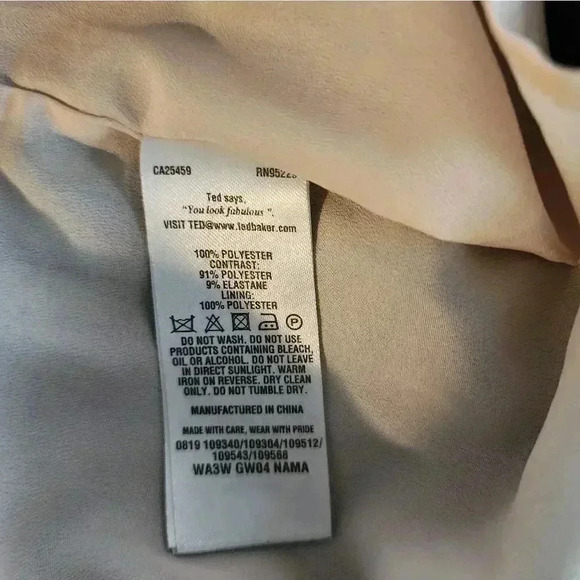 CA25459
Ted says,
"You look fabulous".
VISIT TED@www.tedbaker.com
100% POLYESTER
CONTRAST:
91% POLYESTER
9% ELASTANE
LINING:
100% POLYESTER
P
DO NOT WASH. DO NOT USE
PRODUCTS CONTAINING BLEACH,
OIL OR ALCOHOL. DO NOT LEAVE
IN DIRECT SUNLIGHT. WARM
IRON ON REVERSE. DRY CLEAN
ONLY. DO NOT TUMBLE DRY.
MANUFACTURED IN CHINA
MADE WITH CARE, WEAR WITH PRIDE
0819 109340/109304/109512/
109543/109568
WA3W GW04 NAMA